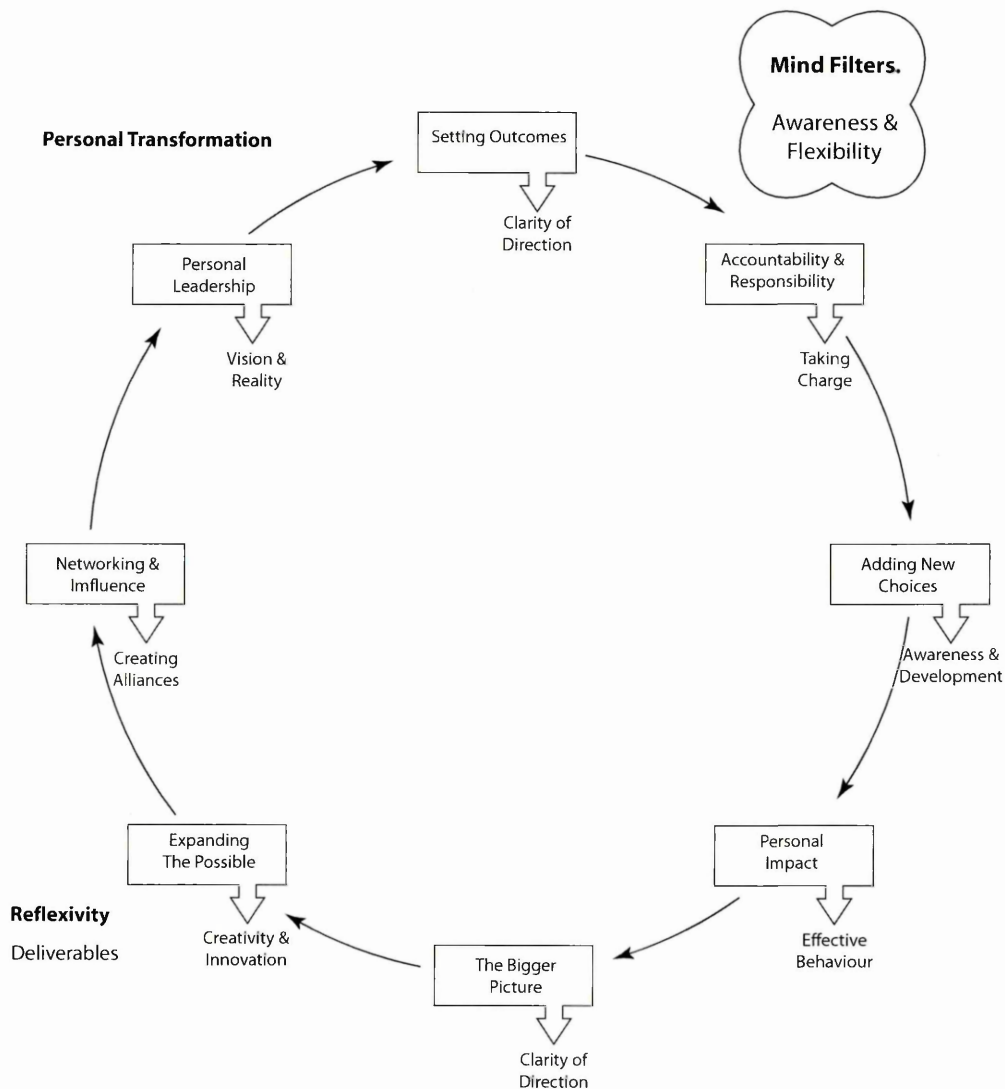 Mind Filters.
Awareness &
Flexibility
Personal Transformation
Setting Outcomes
Clarity of
Direction
Accountability &
Responsibility
Taking
Charge
Adding New
Choices
Awareness &
Development
Personal
Impact
Effective
Behaviour
The Bigger
Picture
Clarity of
Direction
Expanding
The Possible
Creativity &
Innovation
Networking &
Imfluence
Creating
Alliances
Personal
Leadership
Vision &
Reality
Reflexivity
Deliverables